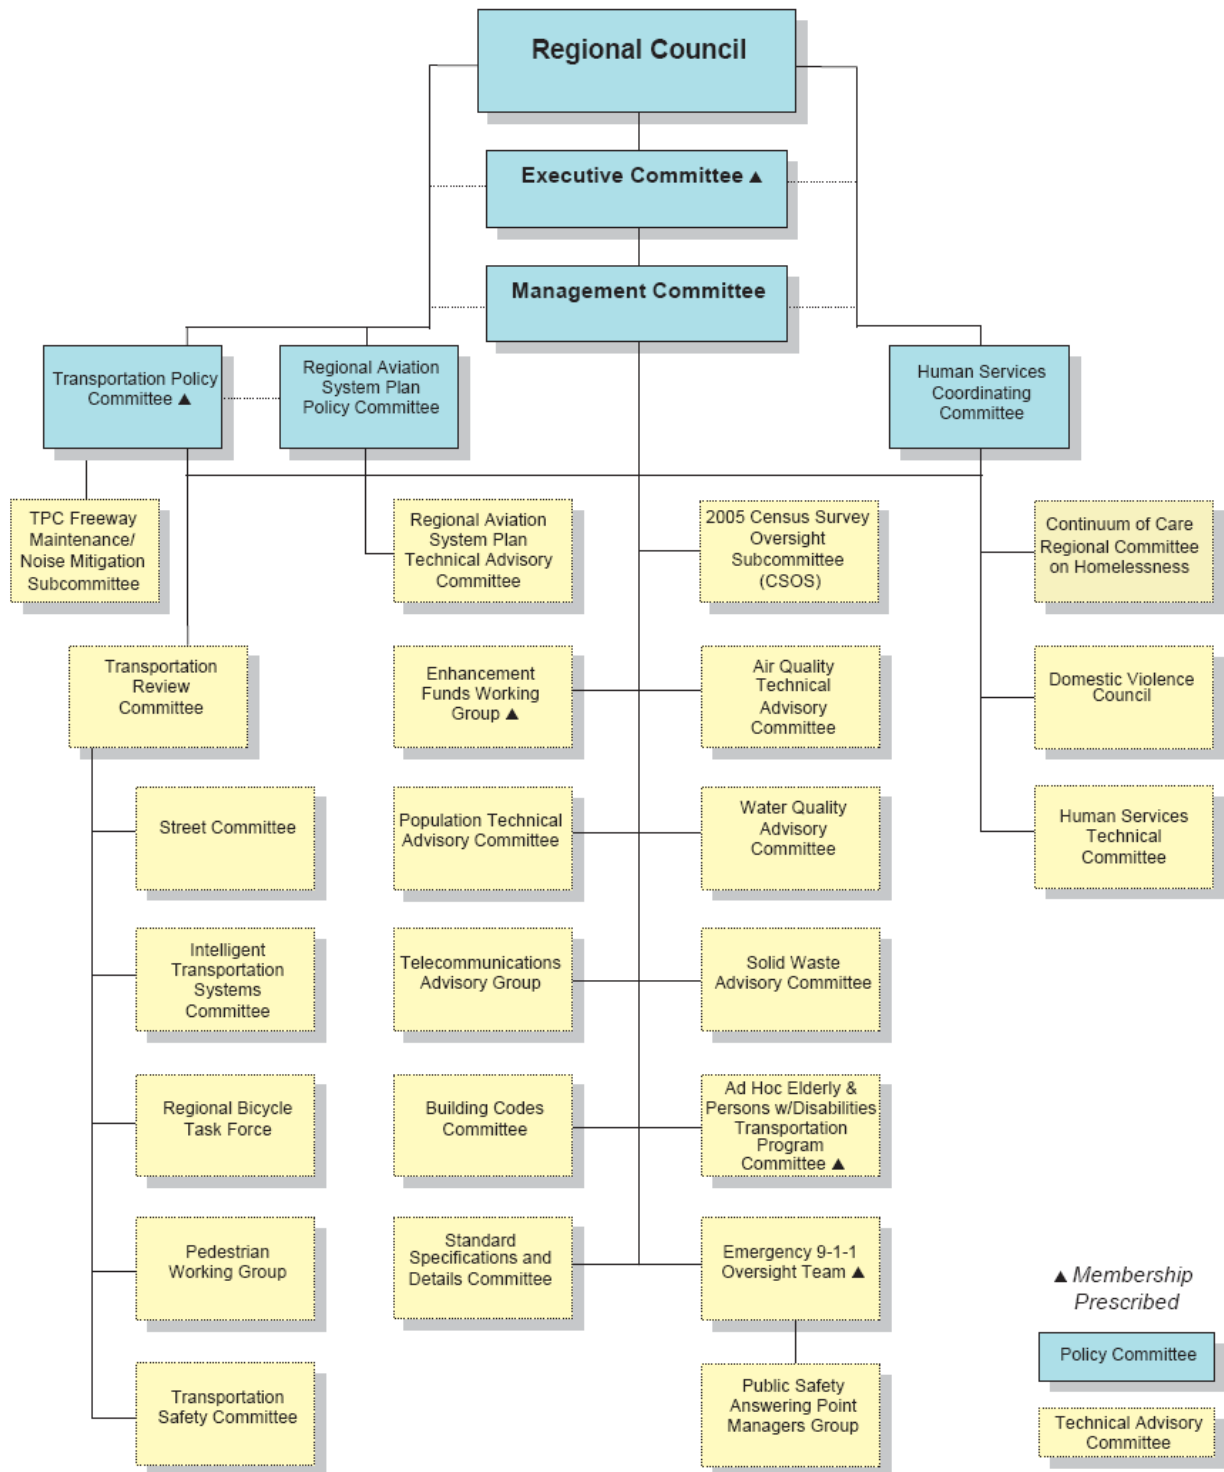 Regional Council
Executive Committee ▲
Management Committee
Transportation Policy
Committee ▲
Regional Aviation
System Plan
Policy Committee
Human Services
Coordinating
Committee
TPC Freeway
Maintenance/
Noise Mitigation
Subcommittee
Regional Aviation
System Plan
Technical Advisory
Committee
2005 Census Survey
Oversight
Subcommittee
(CSOS)
Continuum of Care
Regional Committee
on Homelessness
Transportation
Review
Committee
Enhancement
Funds Working
Group ▲
Air Quality
Technical
Advisory
Committee
Domestic Violence
Council
Street Committee
Population Technical
Advisory Committee
Water Quality
Advisory
Committee
Human Services
Technical
Committee
Intelligent
Transportation
Systems
Committee
Telecommunications
Advisory Group
Solid Waste
Advisory Committee
Regional Bicycle
Task Force
Building Codes
Committee
Ad Hoc Elderly &
Persons w/Disabilities
Transportation
Program
Committee ▲
Pedestrian
Working Group
Standard
Specifications and
Details Committee
Emergency 9-1-1
Oversight Team ▲
▲ Membership
Prescribed
Policy Committee
Transportation
Safety Committee
Public Safety
Answering Point
Managers Group
Technical Advisory
Committee